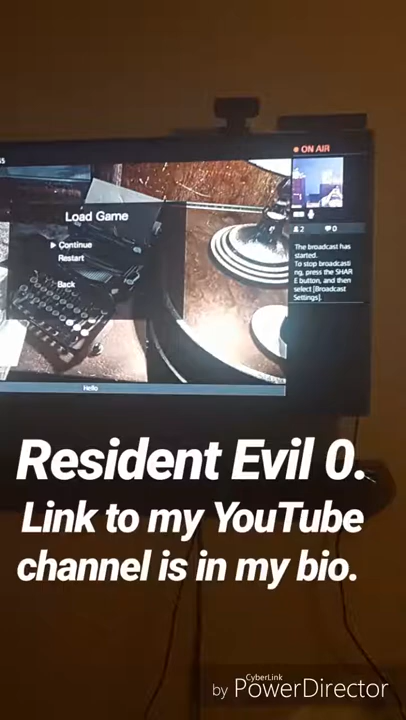 ON AIR
Load Game
Continue
Restart
Back
2 0
The broadcast has
started.
To stop broadcasti
ng, press the SHAR
E button, and then
select [Broadcast
Settings].
Hello
Resident Evil 0.
Link to my YouTube
channel is in my bio.
CyberLink
by PowerDirector